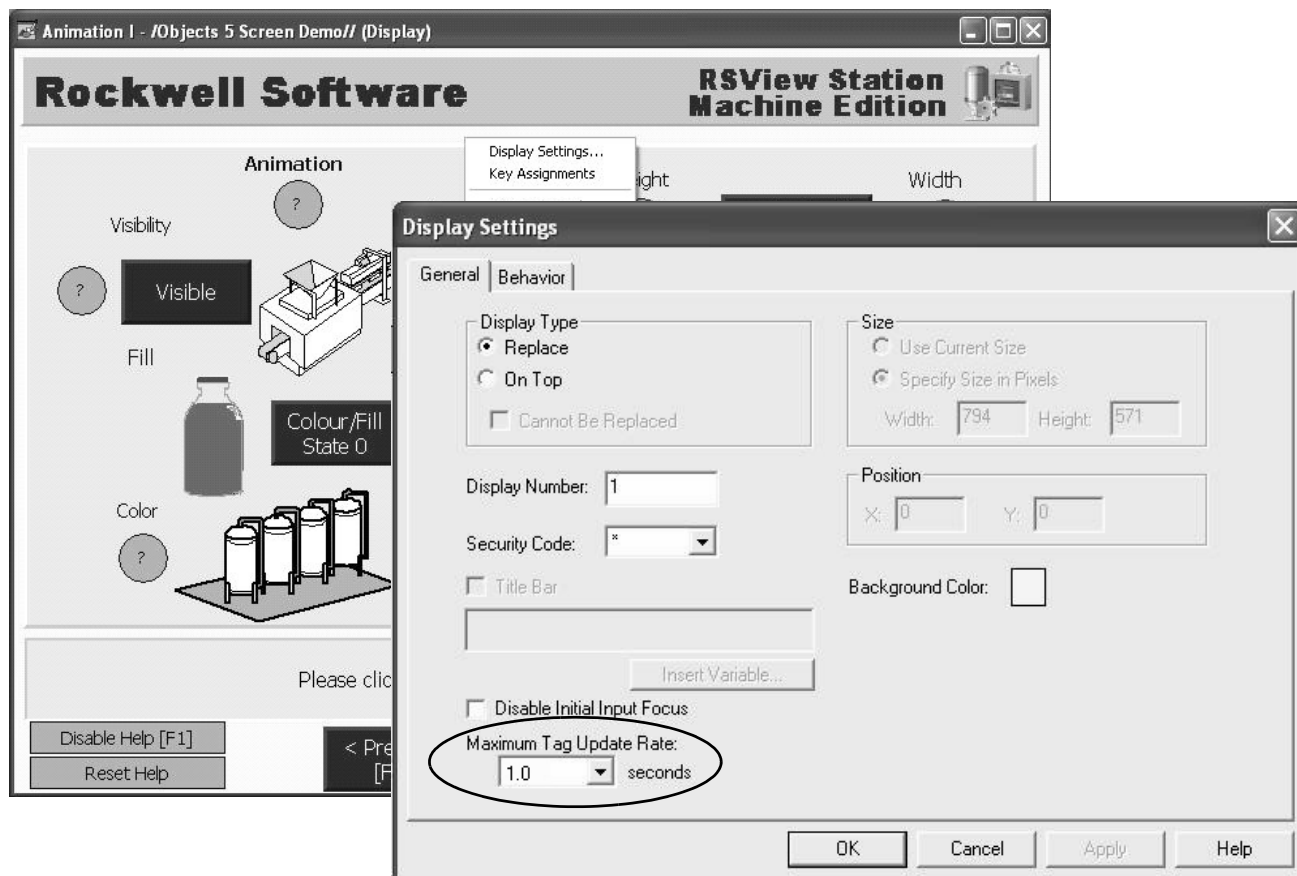 Animation I - /Objects 5 Screen Demo// (Display)
Rockwell Software
RSView Station
Machine Edition
Display Settings...
Key Assignments
Animation
?
ight
Width
Visibility
?
Visible
Fill
Colour/Fill
State 0
Color
?
Please clic
Disable Help [F1]
Reset Help
< Pre
[F
Display Settings
General
Behavior
Display Type
Replace
On Top
Cannot Be Replaced
Size
Use Current Size
Specify Size in Pixels
Width: 794 Height: 571
Display Number: 1
Position
X: 0 Y: 0
Security Code: *
Title Bar
Background Color:
Insert Variable...
Disable Initial Input Focus
Maximum Tag Update Rate:
1.0 seconds
OK Cancel Apply Help